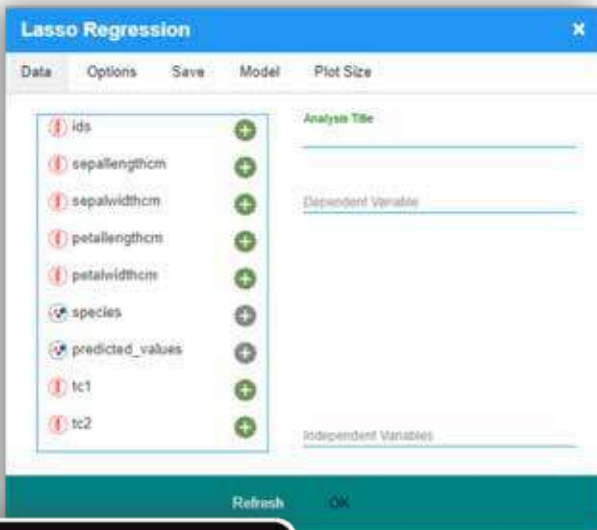 Lasso Regression ×
Data Options Save Model Plot Size
ids
sepallengthcm
sepalwidthcm
petallengthcm
petalwidthcm
species
predicted_values
tc1
tc2
Analysis Title
Dependent Variable
Independent Variables
Refresh OK